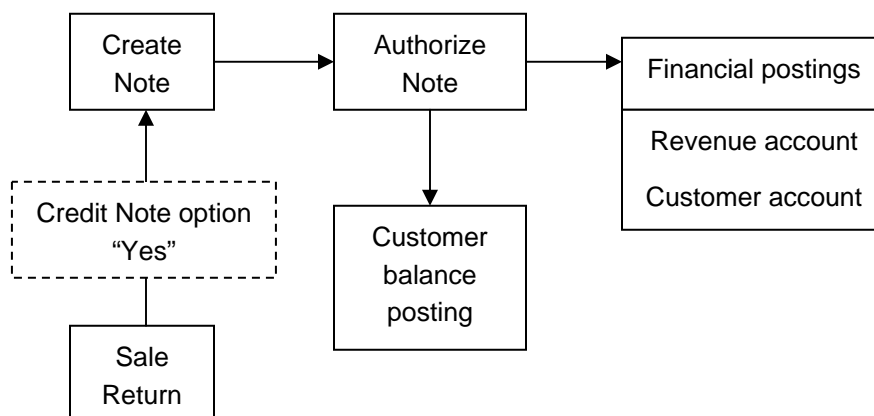 Create
Note
Authorize
Note
Financial postings
Revenue account
Customer account
Credit Note option
“Yes”
Customer
balance
posting
Sale
Return